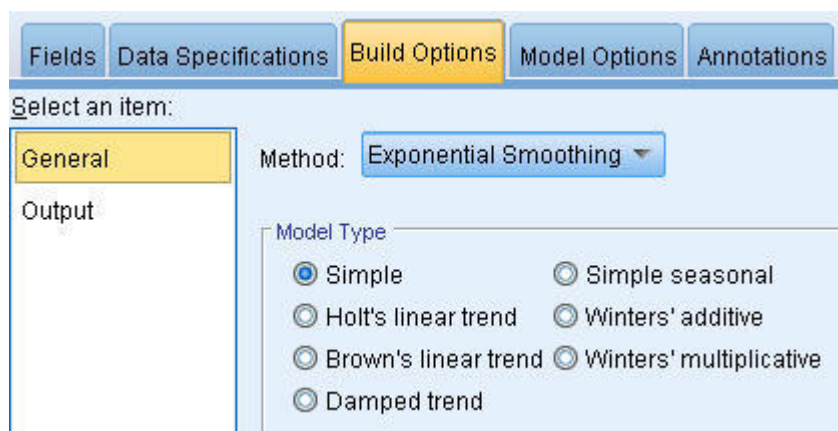 Fields Data Specifications Build Options Model Options Annotations
Select an item:
General
Output
Method: Exponential Smoothing
Model Type
Simple Simple seasonal
Holt's linear trend Winters' additive
Brown's linear trend Winters' multiplicative
Damped trend